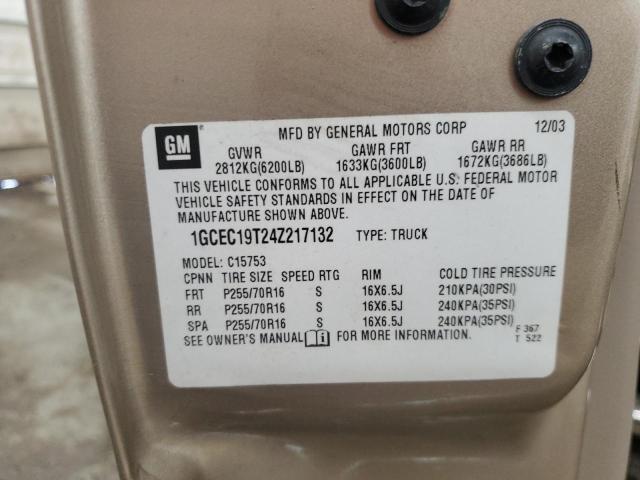 GM
MFD BY GENERAL MOTORS CORP 12/03
GVWR GAWR FRT GAWR RR
2812KG(6200LB) 1633KG(3600LB) 1672KG(3686LB)
THIS VEHICLE CONFORMS TO ALL APPLICABLE U.S. FEDERAL MOTOR
VEHICLE SAFETY STANDARDS IN EFFECT ON THE DATE OF
MANUFACTURE SHOWN ABOVE.
1GCEC19T24Z217132 TYPE: TRUCK
MODEL: C15753
CPNN TIRE SIZE SPEED RTG RIM COLD TIRE PRESSURE
FRT P255/70R16 S 16X6.5J 210KPA(30PSI)
RR P255/70R16 S 16X6.5J 240KPA(35PSI)
SPA P255/70R16 S 16X6.5J 240KPA(35PSI)
SEE OWNER'S MANUAL FOR MORE INFORMATION.
F 367
T 522